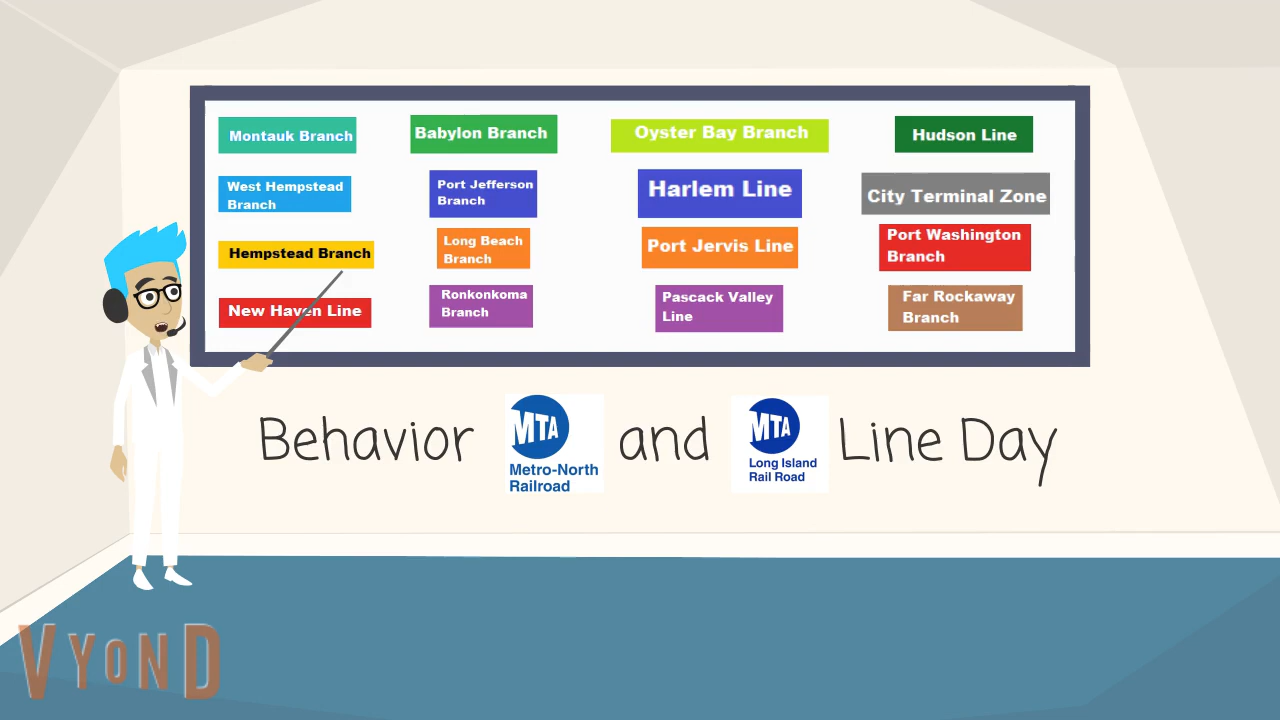 Montauk Branch
Babylon Branch
Oyster Bay Branch
Hudson Line
West Hempstead
Branch
Port Jefferson
Branch
Harlem Line
City Terminal Zone
Hempstead Branch
Long Beach
Branch
Port Jervis Line
Port Washington
Branch
New Haven Line
Ronkonkoma
Branch
Pascack Valley
Line
Far Rockaway
Branch
Behavior MTA and MTA Line Day
Metro-North
Railroad
Long Island
Rail Road
VYOND